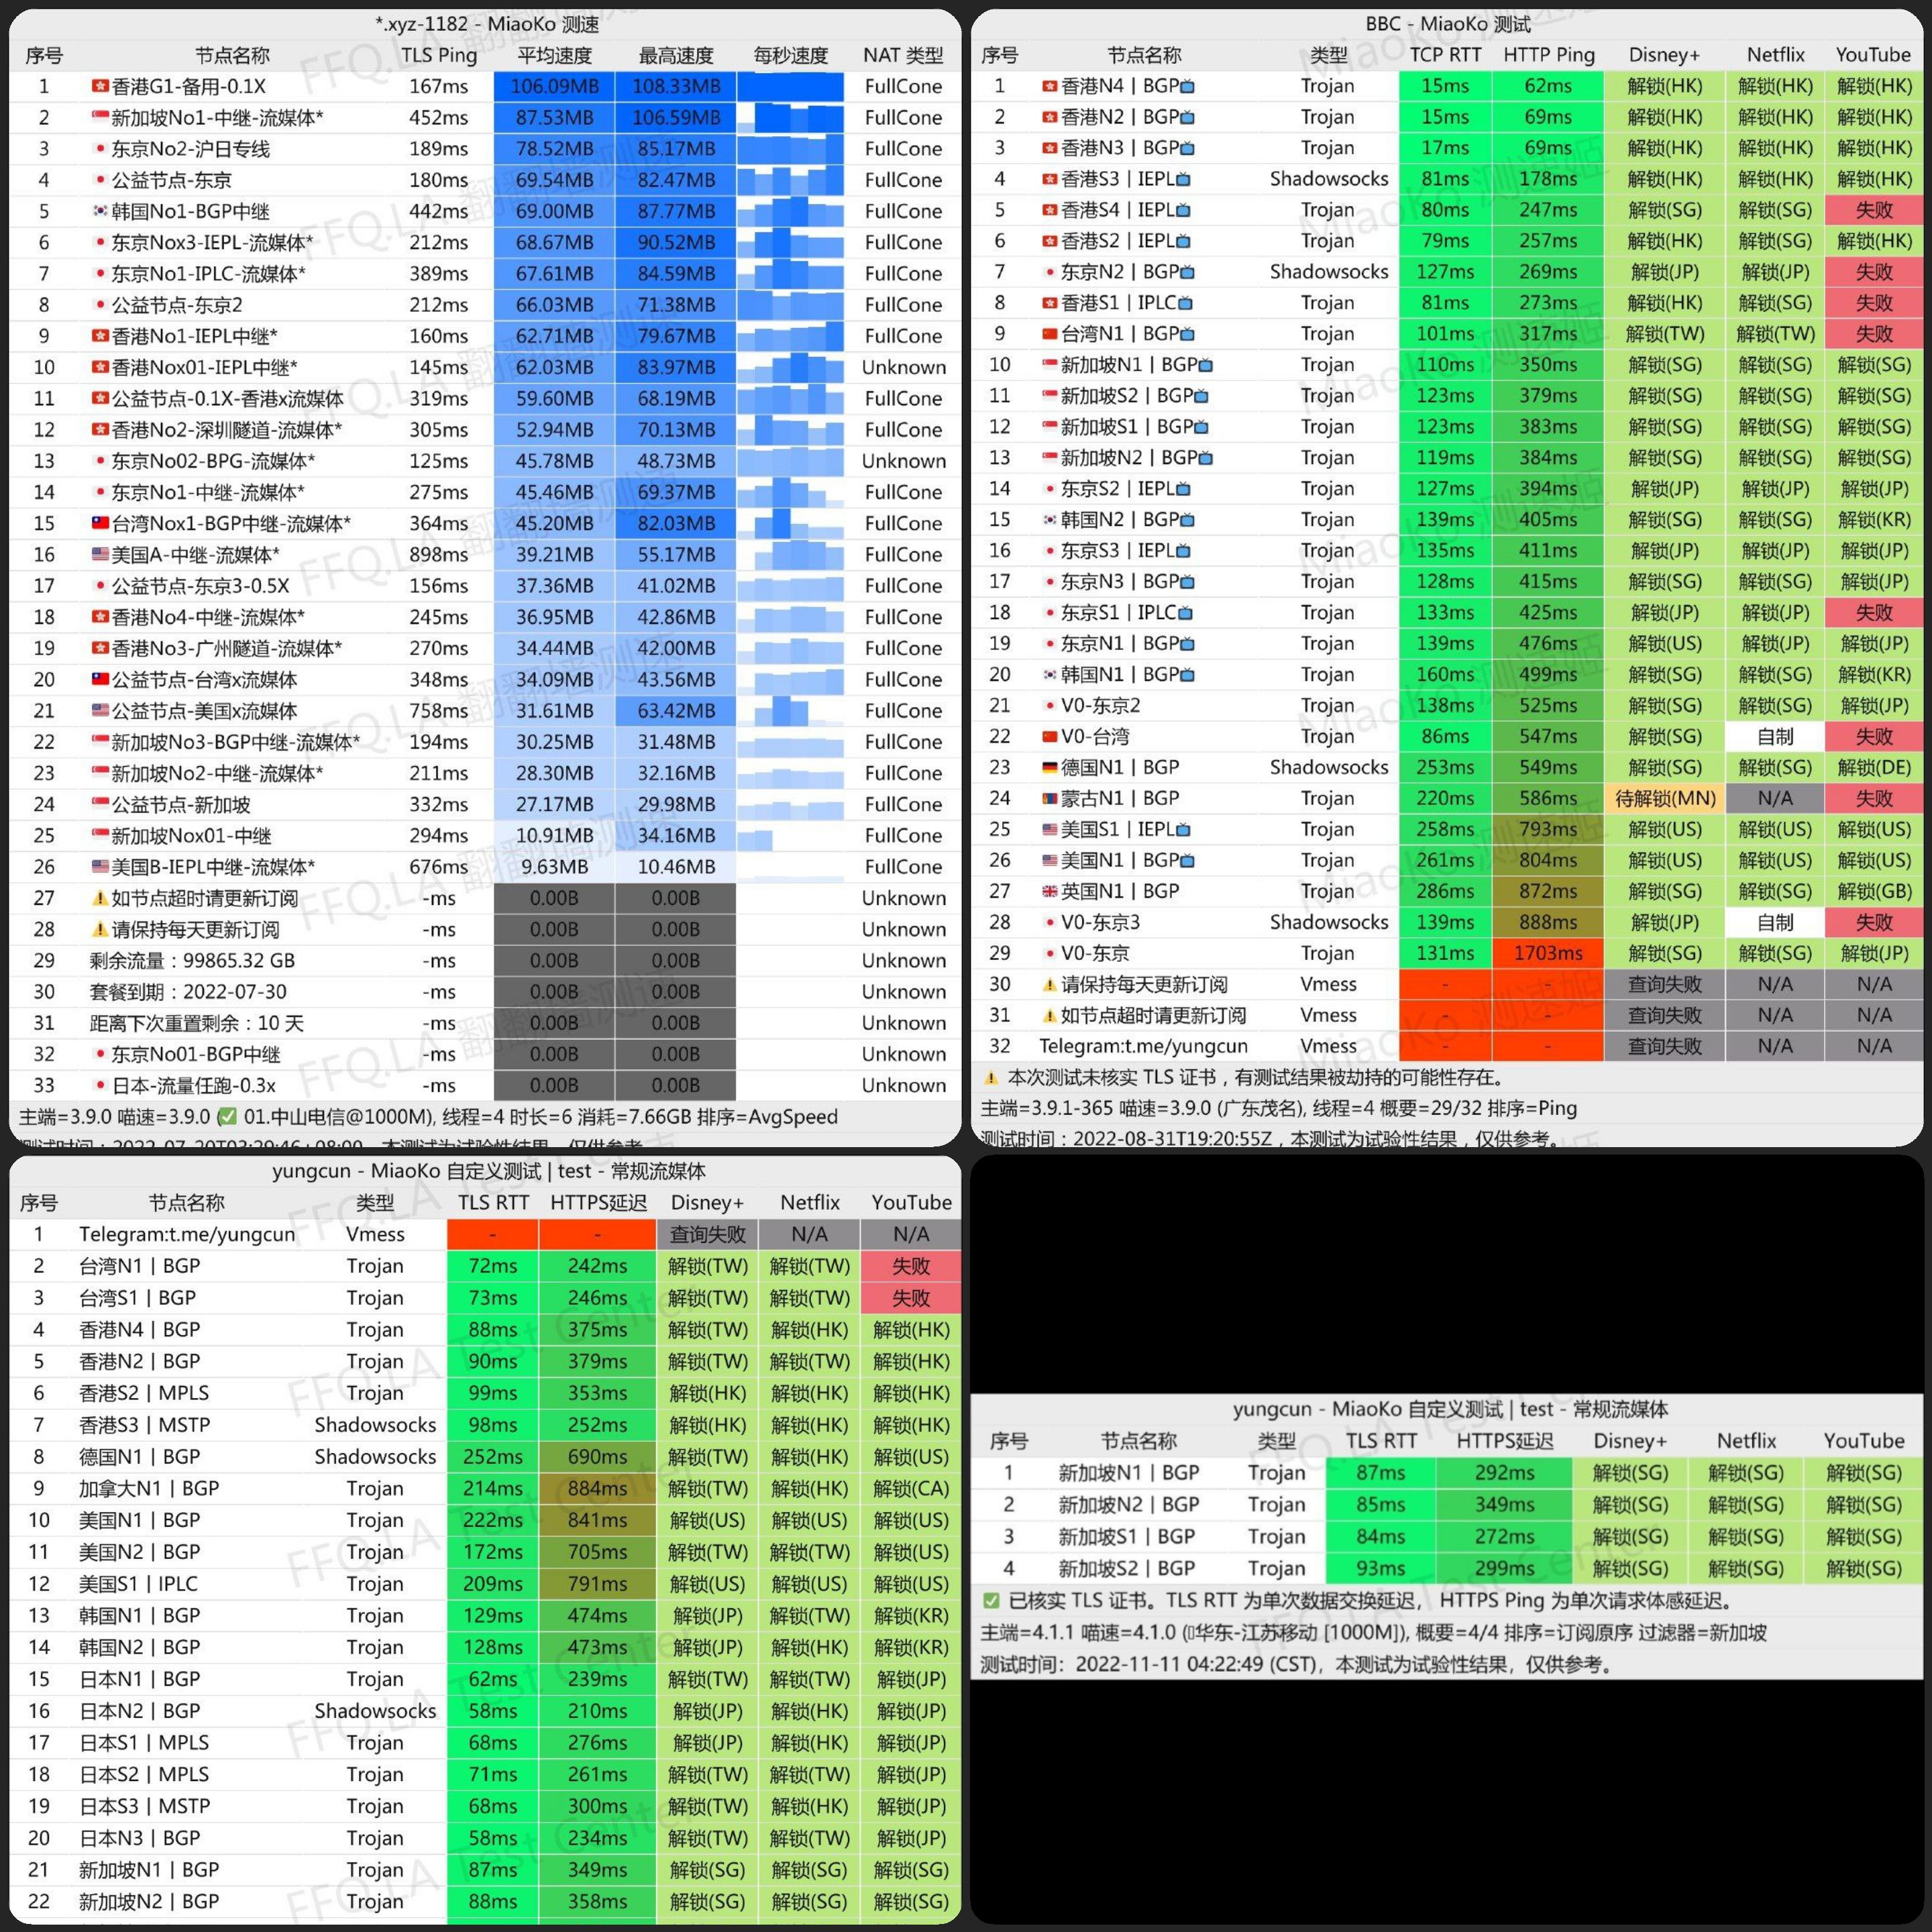 *.xyz-1182 - MiaoKo 测速
序号 节点名称 TLS Ping 平均速度 最高速度 每秒速度 NAT 类型
1 香港G1-备用-0.1X 167ms 106.09MB 108.33MB FullCone
2 新加坡No1-中继-流媒体* 452ms 87.53MB 106.59MB FullCone
3 东京No2-沪日专线 189ms 78.52MB 85.17MB FullCone
4 公益节点-东京 180ms 69.54MB 82.47MB FullCone
5 韩国No1-BGP中继 442ms 69.00MB 87.77MB FullCone
6 东京Nox3-IEPL-流媒体* 212ms 68.67MB 90.52MB FullCone
7 东京No1-IPLC-流媒体* 389ms 67.61MB 84.59MB FullCone
8 公益节点-东京2 212ms 66.03MB 71.38MB FullCone
9 香港No1-IEPL中继* 160ms 62.71MB 79.67MB FullCone
10 香港Nox01-IEPL中继* 145ms 62.03MB 83.97MB Unknown
11 公益节点-0.1X-香港x流媒体 319ms 59.60MB 68.19MB FullCone
12 香港No2-深圳隧道-流媒体* 305ms 52.94MB 70.13MB FullCone
13 东京No02-BPG-流媒体* 125ms 45.78MB 48.73MB Unknown
14 东京No1-中继-流媒体* 275ms 45.46MB 69.37MB FullCone
15 台湾Nox1-BGP中继-流媒体* 364ms 45.20MB 82.03MB FullCone
16 美国A-中继-流媒体* 898ms 39.21MB 55.17MB FullCone
17 公益节点-东京3-0.5X 156ms 37.36MB 41.02MB FullCone
18 香港No4-中继-流媒体* 245ms 36.95MB 42.86MB FullCone
19 香港No3-广州隧道-流媒体* 270ms 34.44MB 42.00MB FullCone
20 公益节点-台湾x流媒体 348ms 34.09MB 43.56MB FullCone
21 公益节点-美国x流媒体 758ms 31.61MB 63.42MB FullCone
22 新加坡No3-BGP中继-流媒体* 194ms 30.25MB 31.48MB FullCone
23 新加坡No2-中继-流媒体* 211ms 28.30MB 32.16MB FullCone
24 公益节点-新加坡 332ms 27.17MB 29.98MB FullCone
25 新加坡Nox01-中继 294ms 10.91MB 34.16MB FullCone
26 美国B-IEPL中继-流媒体* 676ms 9.63MB 10.46MB FullCone
27 ⚠️如节点超时请更新订阅 -ms 0.00B 0.00B Unknown
28 ⚠️请保持每天更新订阅 -ms 0.00B 0.00B Unknown
29 剩余流量：99865.32 GB -ms 0.00B 0.00B Unknown
30 套餐到期：2022-07-30 -ms 0.00B 0.00B Unknown
31 距离下次重置剩余：10 天 -ms 0.00B 0.00B Unknown
32 东京No01-BGP中继 -ms 0.00B 0.00B Unknown
33 日本-流量任跑-0.3x -ms 0.00B 0.00B Unknown
主端=3.9.0 喵速=3.9.0 (✅ 01.中山电信@1000M), 线程=4 时长=6 消耗=7.66GB 排序=AvgSpeed
测试时间：2022-07-20T03:20:46+08:00，本测试为试验性结果，仅供参考。
BBC - MiaoKo 测试
序号 节点名称 类型 TCP RTT HTTP Ping Disney+ Netflix YouTube
1 香港N4 | BGP Trojan 15ms 62ms 解锁(HK) 解锁(HK) 解锁(HK)
2 香港N2 | BGP Trojan 15ms 69ms 解锁(HK) 解锁(HK) 解锁(HK)
3 香港N3 | BGP Trojan 17ms 69ms 解锁(HK) 解锁(HK) 解锁(HK)
4 香港S3 | IEPL Shadowsocks 81ms 178ms 解锁(HK) 解锁(HK) 解锁(HK)
5 香港S4 | IEPL Trojan 80ms 247ms 解锁(SG) 解锁(SG) 失败
6 香港S2 | IEPL Trojan 79ms 257ms 解锁(HK) 解锁(SG) 解锁(HK)
7 东京N2 | BGP Shadowsocks 127ms 269ms 解锁(JP) 解锁(JP) 失败
8 香港S1 | IPLC Trojan 81ms 273ms 解锁(HK) 解锁(SG) 失败
9 台湾N1 | BGP Trojan 101ms 317ms 解锁(TW) 解锁(TW) 失败
10 新加坡N1 | BGP Trojan 110ms 350ms 解锁(SG) 解锁(SG) 解锁(SG)
11 新加坡S2 | BGP Trojan 123ms 379ms 解锁(SG) 解锁(SG) 解锁(SG)
12 新加坡S1 | BGP Trojan 123ms 383ms 解锁(SG) 解锁(SG) 解锁(SG)
13 新加坡N2 | BGP Trojan 119ms 384ms 解锁(SG) 解锁(SG) 解锁(SG)
14 东京S2 | IEPL Trojan 127ms 394ms 解锁(JP) 解锁(JP) 解锁(JP)
15 韩国N2 | BGP Trojan 139ms 405ms 解锁(SG) 解锁(SG) 解锁(KR)
16 东京S3 | IEPL Trojan 135ms 411ms 解锁(JP) 解锁(JP) 解锁(JP)
17 东京N3 | BGP Trojan 128ms 415ms 解锁(SG) 解锁(SG) 解锁(JP)
18 东京S1 | IPLC Trojan 133ms 425ms 解锁(JP) 解锁(JP) 失败
19 东京N1 | BGP Trojan 139ms 476ms 解锁(US) 解锁(JP) 解锁(JP)
20 韩国N1 | BGP Trojan 160ms 499ms 解锁(SG) 解锁(SG) 解锁(KR)
21 V0-东京2 Trojan 138ms 525ms 解锁(SG) 解锁(SG) 解锁(JP)
22 V0-台湾 Trojan 86ms 547ms 解锁(SG) 自制 失败
23 德国N1 | BGP Shadowsocks 253ms 549ms 解锁(SG) 解锁(SG) 解锁(DE)
24 蒙古N1 | BGP Trojan 220ms 586ms 待解锁(MN) N/A 失败
25 美国S1 | IEPL Trojan 258ms 793ms 解锁(US) 解锁(US) 解锁(US)
26 美国N1 | BGP Trojan 261ms 804ms 解锁(US) 解锁(US) 解锁(US)
27 英国N1 | BGP Trojan 286ms 872ms 解锁(SG) 解锁(SG) 解锁(GB)
28 V0-东京3 Shadowsocks 139ms 888ms 解锁(JP) 自制 失败
29 V0-东京 Trojan 131ms 1703ms 解锁(SG) 解锁(SG) 解锁(JP)
30 ⚠️请保持每天更新订阅 Vmess - - 查询失败 N/A N/A
31 ⚠️如节点超时请更新订阅 Vmess - - 查询失败 N/A N/A
32 Telegram:t.me/yungcun Vmess - - 查询失败 N/A N/A
⚠️ 本次测试未核实 TLS 证书，有测试结果被劫持的可能性存在。
主端=3.9.1-365 喵速=3.9.0 (广东茂名), 线程=4 概要=29/32 排序=Ping
测试时间：2022-08-31T19:20:55Z，本测试为试验性结果，仅供参考。
yungcun - MiaoKo 自定义测试 | test - 常规流媒体
序号 节点名称 类型 TLS RTT HTTPS延迟 Disney+ Netflix YouTube
1 Telegram:t.me/yungcun Vmess - - 查询失败 N/A N/A
2 台湾N1 | BGP Trojan 72ms 242ms 解锁(TW) 解锁(TW) 失败
3 台湾S1 | BGP Trojan 73ms 246ms 解锁(TW) 解锁(TW) 失败
4 香港N4 | BGP Trojan 88ms 375ms 解锁(TW) 解锁(HK) 解锁(HK)
5 香港N2 | BGP Trojan 90ms 379ms 解锁(TW) 解锁(TW) 解锁(HK)
6 香港S2 | MPLS Trojan 99ms 353ms 解锁(HK) 解锁(HK) 解锁(HK)
7 香港S3 | MSTP Shadowsocks 98ms 252ms 解锁(HK) 解锁(HK) 解锁(HK)
8 德国N1 | BGP Shadowsocks 252ms 690ms 解锁(TW) 解锁(HK) 解锁(US)
9 加拿大N1 | BGP Trojan 214ms 884ms 解锁(TW) 解锁(HK) 解锁(CA)
10 美国N1 | BGP Trojan 222ms 841ms 解锁(US) 解锁(US) 解锁(US)
11 美国N2 | BGP Trojan 172ms 705ms 解锁(TW) 解锁(TW) 解锁(US)
12 美国S1 | IPLC Trojan 209ms 791ms 解锁(US) 解锁(US) 解锁(US)
13 韩国N1 | BGP Trojan 129ms 474ms 解锁(JP) 解锁(TW) 解锁(KR)
14 韩国N2 | BGP Trojan 128ms 473ms 解锁(JP) 解锁(HK) 解锁(KR)
15 日本N1 | BGP Trojan 62ms 239ms 解锁(TW) 解锁(TW) 解锁(JP)
16 日本N2 | BGP Shadowsocks 58ms 210ms 解锁(JP) 解锁(HK) 解锁(JP)
17 日本S1 | MPLS Trojan 68ms 276ms 解锁(JP) 解锁(HK) 解锁(JP)
18 日本S2 | MPLS Trojan 71ms 261ms 解锁(TW) 解锁(TW) 解锁(JP)
19 日本S3 | MSTP Trojan 68ms 300ms 解锁(TW) 解锁(HK) 解锁(JP)
20 日本N3 | BGP Trojan 58ms 234ms 解锁(TW) 解锁(TW) 解锁(JP)
21 新加坡N1 | BGP Trojan 87ms 349ms 解锁(SG) 解锁(SG) 解锁(SG)
22 新加坡N2 | BGP Trojan 88ms 358ms 解锁(SG) 解锁(SG) 解锁(SG)
yungcun - MiaoKo 自定义测试 | test - 常规流媒体
序号 节点名称 类型 TLS RTT HTTPS延迟 Disney+ Netflix YouTube
1 新加坡N1 | BGP Trojan 87ms 292ms 解锁(SG) 解锁(SG) 解锁(SG)
2 新加坡N2 | BGP Trojan 85ms 349ms 解锁(SG) 解锁(SG) 解锁(SG)
3 新加坡S1 | BGP Trojan 84ms 272ms 解锁(SG) 解锁(SG) 解锁(SG)
4 新加坡S2 | BGP Trojan 93ms 299ms 解锁(SG) 解锁(SG) 解锁(SG)
✅ 已核实 TLS 证书。TLS RTT 为单次数据交换延迟， HTTPS Ping 为单次请求体感延迟。
主端=4.1.1 喵速=4.1.0 (▯华东-江苏移动 [1000M]), 概要=4/4 排序=订阅原序 过滤器=新加坡
测试时间：2022-11-11 04:22:49 (CST)，本测试为试验性结果，仅供参考。